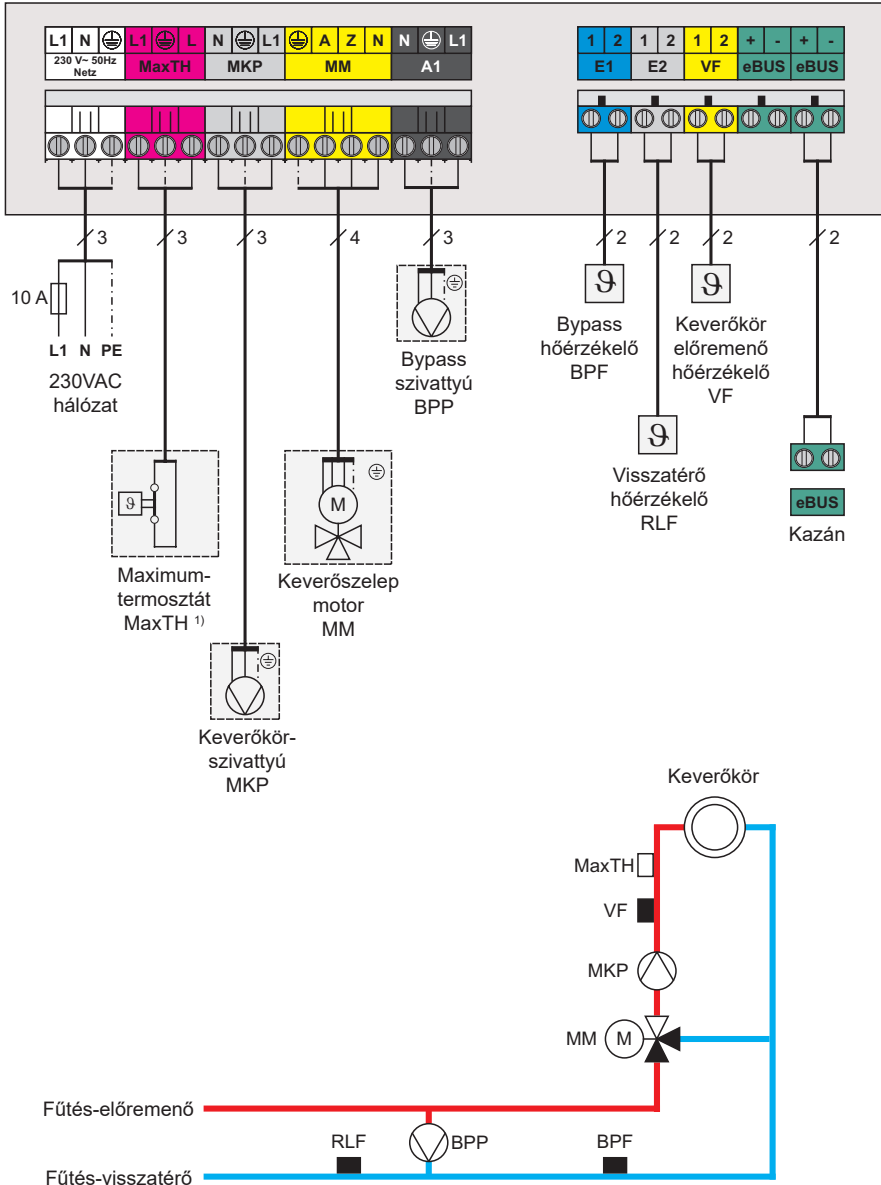 L1 N L1 L N L1 A Z N N L1
230 V~ 50Hz
Netz
MaxTH MKP MM A1
1 2 1 2 1 2 + - + -
E1 E2 VF eBUS eBUS
3 3 3 4 3 2 2 2 2
10 A
L1 N PE
230VAC
hálózat
ϑ
Maximum-
termosztát
MaxTH 1)
Keverőkör-
szivattyú
MKP
M
Keverőszelep
motor
MM
Bypass
szivattyú
BPP
ϑ
Bypass
hőérzékelő
BPF
ϑ
Visszatérő
hőérzékelő
RLF
ϑ
Keverőkör
előremenő
hőérzékelő
VF
eBUS
Kazán
Keverőkör
MaxTH
VF
MKP
MM M
Fűtés-előremenő
RLF BPP BPF
Fűtés-visszatérő